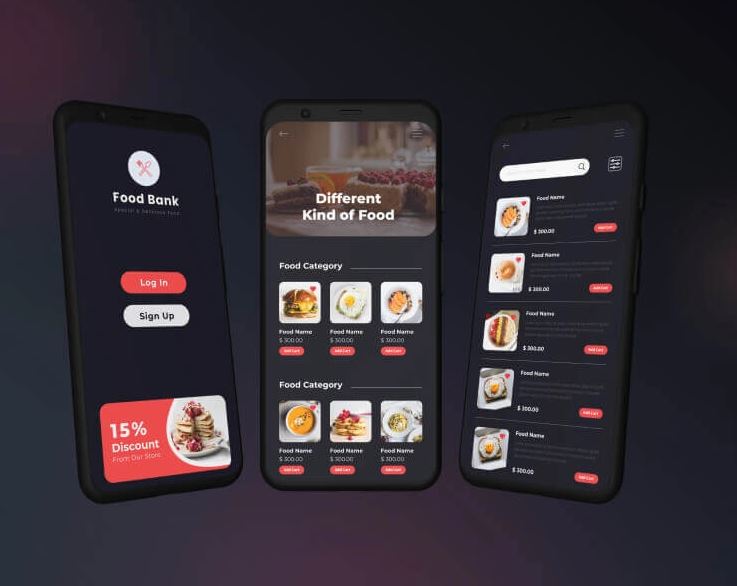 Food Bank
Special & Delicious Food
Log In
Sign Up
15%
Discount
From Our Store
Different
Kind of Food
Food Category
Food Name Food Name Food Name
$ 300.00 $ 300.00 $ 300.00
Add Cart Add Cart Add Cart
Food Category
Food Name Food Name Food Name
$ 300.00 $ 300.00 $ 300.00
Add Cart Add Cart Add Cart
Food Name
$ 300.00 Add Cart
Food Name
$ 300.00 Add Cart
Food Name
$ 300.00 Add Cart
Food Name
$ 300.00 Add Cart
Food Name
$ 300.00 Add Cart